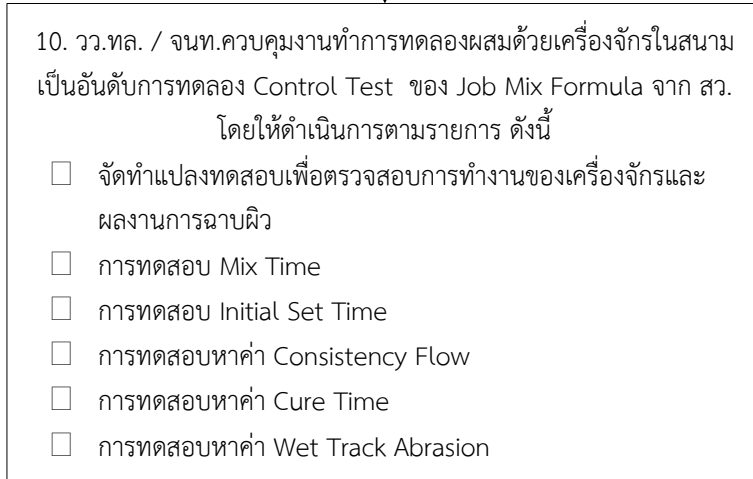 10. วว.ทล. / จนท.ควบคุมงานทำการทดลองผสมด้วยเครื่องจักรในสนาม
เป็นอันดับการทดลอง Control Test ของ Job Mix Formula จาก สว.
โดยให้ดำเนินการตามรายการ ดังนี้
☐ จัดทำแปลงทดสอบเพื่อตรวจสอบการทำงานของเครื่องจักรและ
ผลงานการฉาบผิว
☐ การทดสอบ Mix Time
☐ การทดสอบ Initial Set Time
☐ การทดสอบหาค่า Consistency Flow
☐ การทดสอบหาค่า Cure Time
☐ การทดสอบหาค่า Wet Track Abrasion